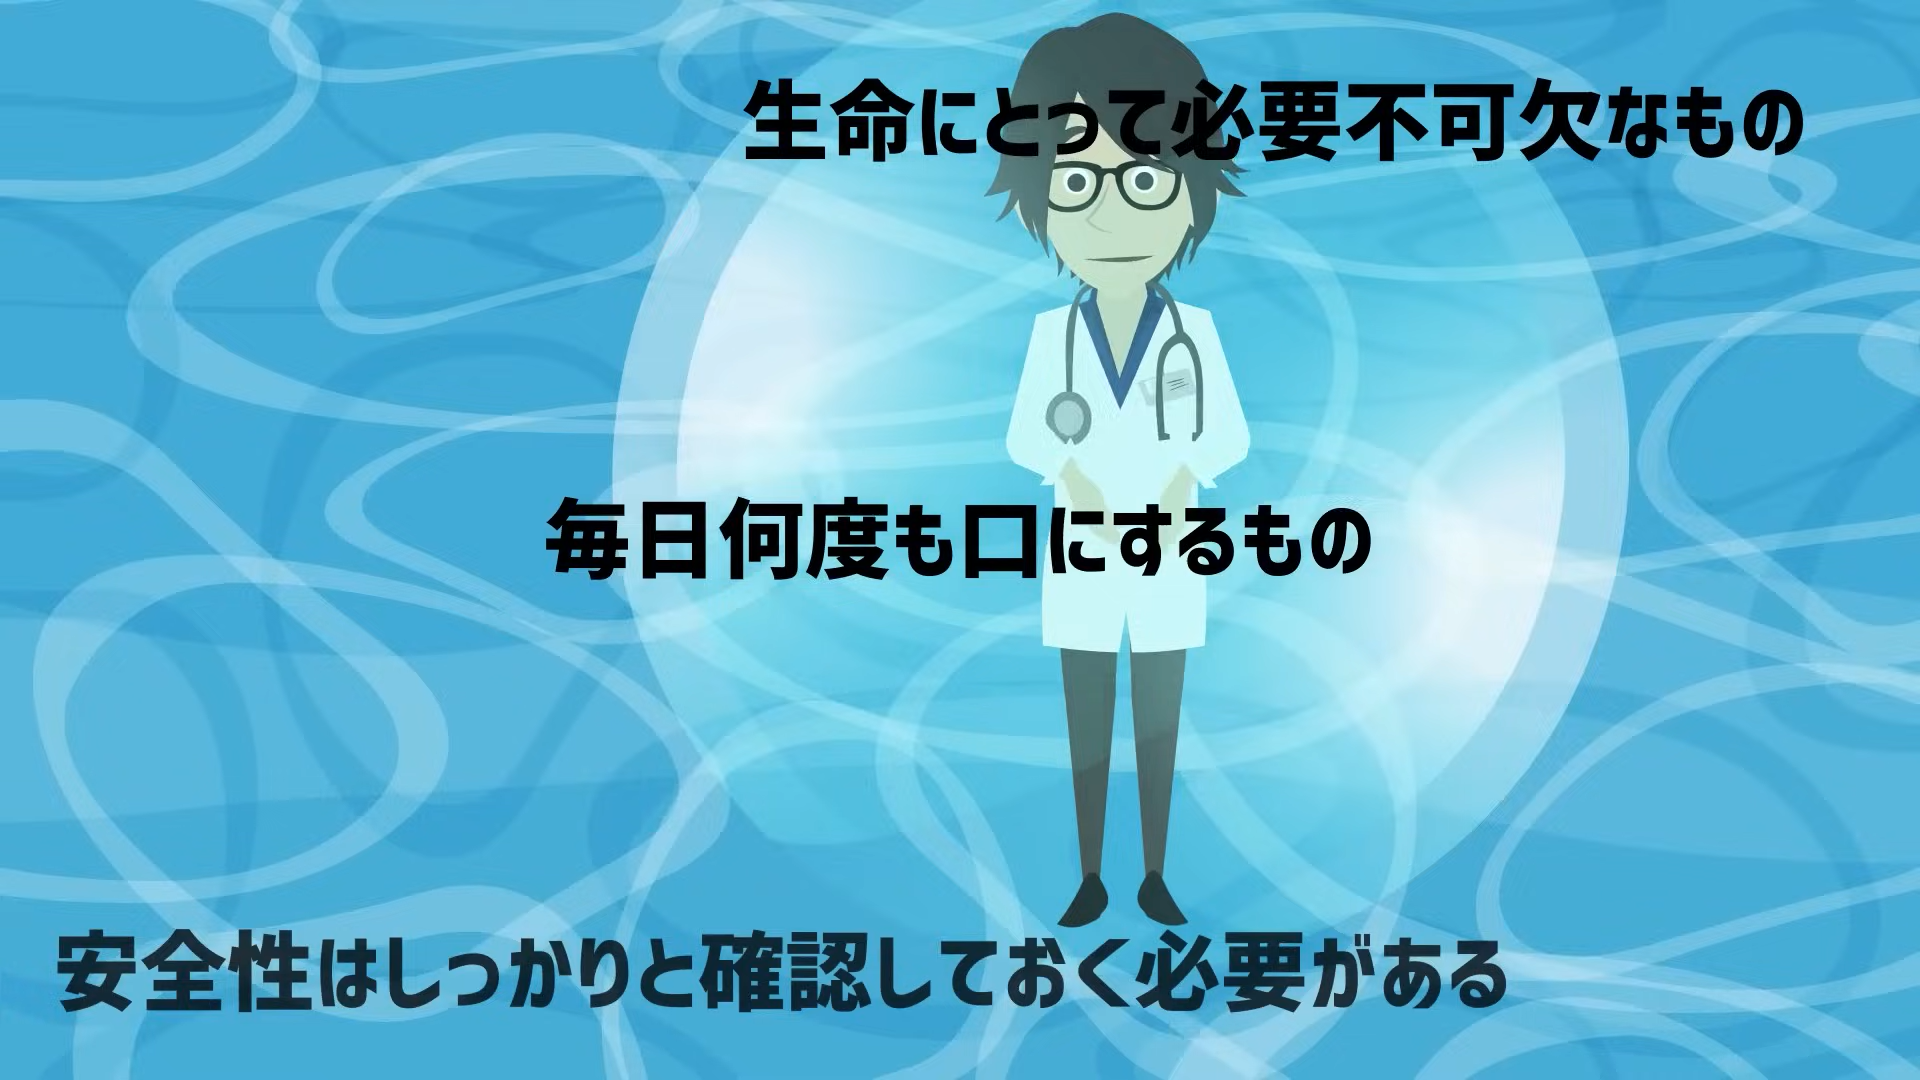 生命にとって必要不可欠なもの
毎日何度も口にするもの
安全性はしっかりと確認しておく必要がある